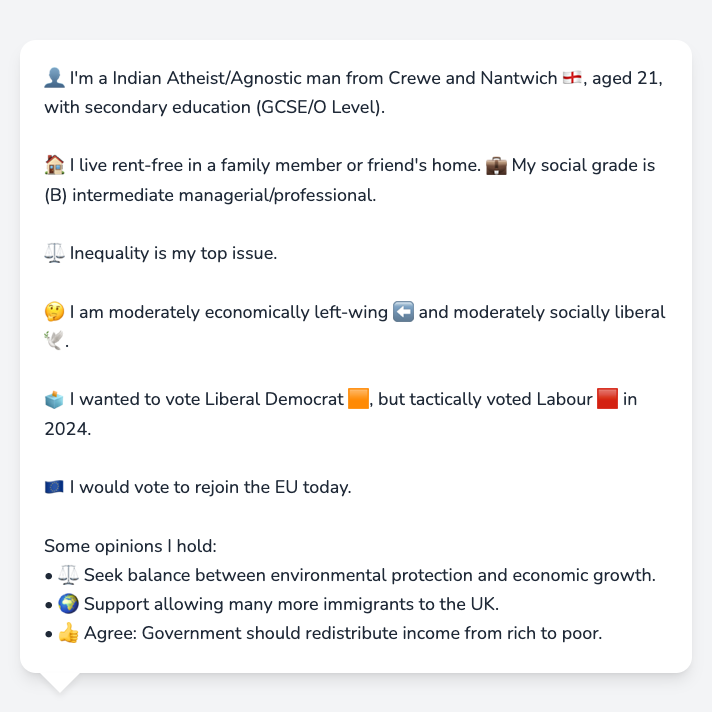 👤 I'm a Indian Atheist/Agnostic man from Crewe and Nantwich 🏴󠁧󠁢󠁥󠁮󠁧󠁿, aged 21,
with secondary education (GCSE/O Level).
🏠 I live rent-free in a family member or friend's home. 💼 My social grade is
(B) intermediate managerial/professional.
⚖️ Inequality is my top issue.
🤔 I am moderately economically left-wing ⬅️ and moderately socially liberal
🕊️.
🗳️ I wanted to vote Liberal Democrat 🟧, but tactically voted Labour 🟥 in
2024.
🇪🇺 I would vote to rejoin the EU today.
Some opinions I hold:
• ⚖️ Seek balance between environmental protection and economic growth.
• 🌍 Support allowing many more immigrants to the UK.
• 👍 Agree: Government should redistribute income from rich to poor.